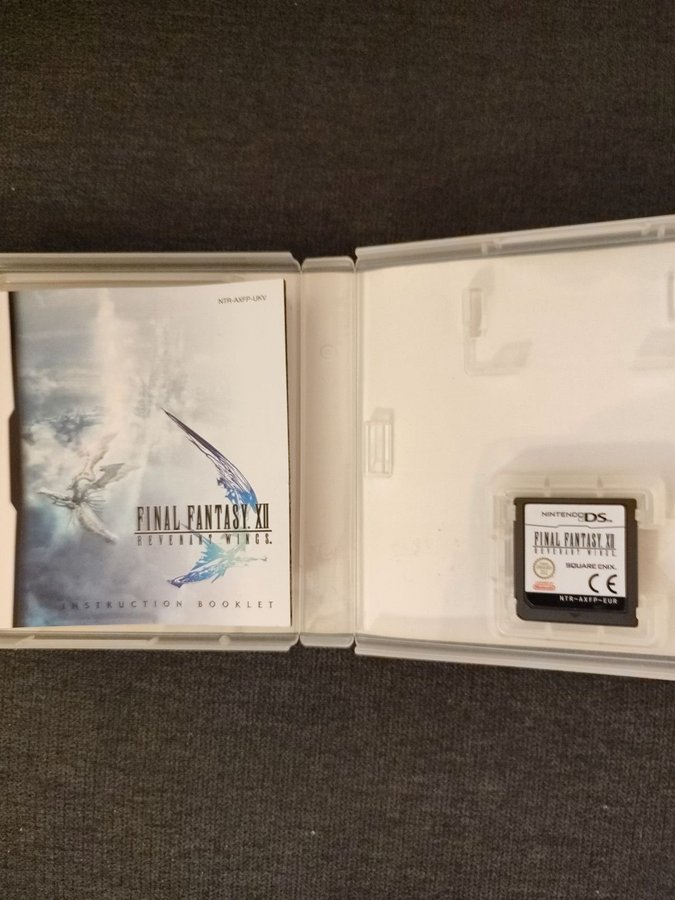 NTR-AXFP-UKV
FINAL FANTASY XII
REVENANT WINGS
INSTRUCTION BOOKLET
NINTENDO DS
FINAL FANTASY XII
REVENANT WINGS
SQUARE ENIX.
CE
NTR-AXFP-EUR